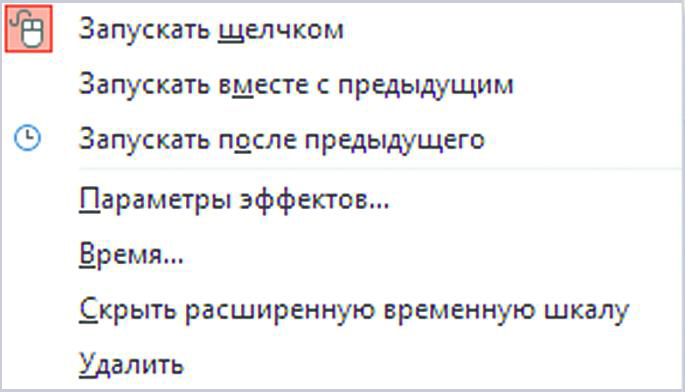 Запускать щелчком
Запускать вместе с предыдущим
Запускать после предыдущего
Параметры эффектов...
Время...
Скрыть расширенную временную шкалу
Удалить